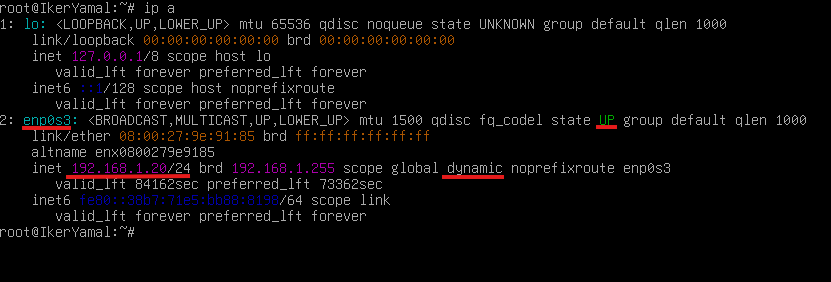 root@IkerYamal:~# ip a
1: lo: <LOOPBACK,UP,LOWER_UP> mtu 65536 qdisc noqueue state UNKNOWN group default qlen 1000
    link/loopback 00:00:00:00:00:00 brd 00:00:00:00:00:00
    inet 127.0.0.1/8 scope host lo
       valid_lft forever preferred_lft forever
    inet6 ::1/128 scope host noprefixroute
       valid_lft forever preferred_lft forever
2: enp0s3: <BROADCAST,MULTICAST,UP,LOWER_UP> mtu 1500 qdisc fq_codel state UP group default qlen 1000
    link/ether 08:00:27:9e:91:85 brd ff:ff:ff:ff:ff:ff
    altname enx0800279e9185
    inet 192.168.1.20/24 brd 192.168.1.255 scope global dynamic noprefixroute enp0s3
       valid_lft 84162sec preferred_lft 73362sec
    inet6 /64 scope link
       valid_lft forever preferred_lft forever
root@IkerYamal:~#